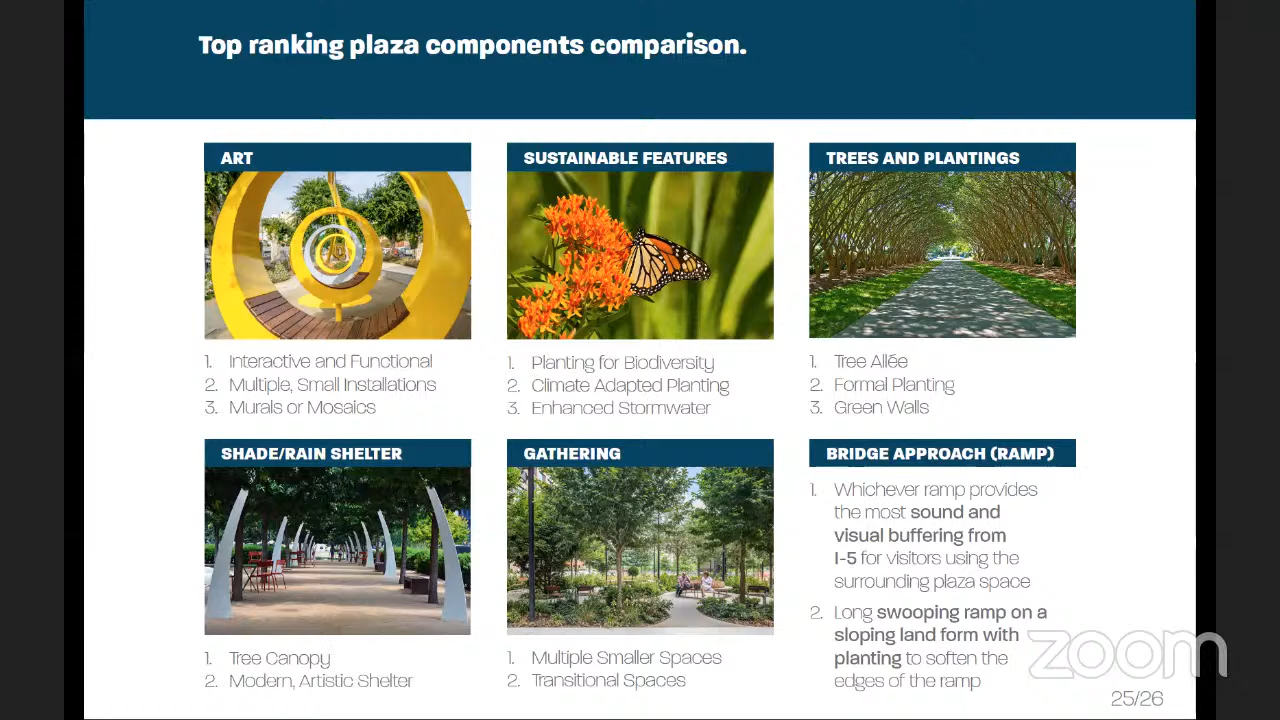 Top ranking plaza components comparison.
ART
1. Interactive and Functional
2. Multiple, Small Installations
3. Murals or Mosaics
SUSTAINABLE FEATURES
1. Planting for Biodiversity
2. Climate Adapted Planting
3. Enhanced Stormwater
TREES AND PLANTINGS
1. Tree Allée
2. Formal Planting
3. Green Walls
SHADE/RAIN SHELTER
1. Tree Canopy
2. Modern, Artistic Shelter
GATHERING
1. Multiple Smaller Spaces
2. Transitional Spaces
BRIDGE APPROACH (RAMP)
1. Whichever ramp provides
the most sound and
visual buffering from
I-5 for visitors using the
surrounding plaza space
2. Long swooping ramp on a
sloping land form with
planting to soften the
edges of the ramp
zoom
25/26